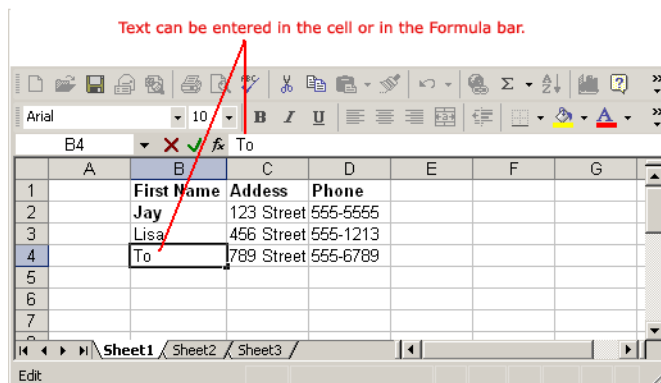 Text can be entered in the cell or in the Formula bar.
ABC Σ A Z ?
Arial 10 B I U A
B4 fx To
A B C D E F G
1 First Name Addess Phone
2 Jay 123 Street 555-5555
3 Lisa 456 Street 555-1213
4 To 789 Street 555-6789
5
6
7
Sheet1 Sheet2 Sheet3
Edit